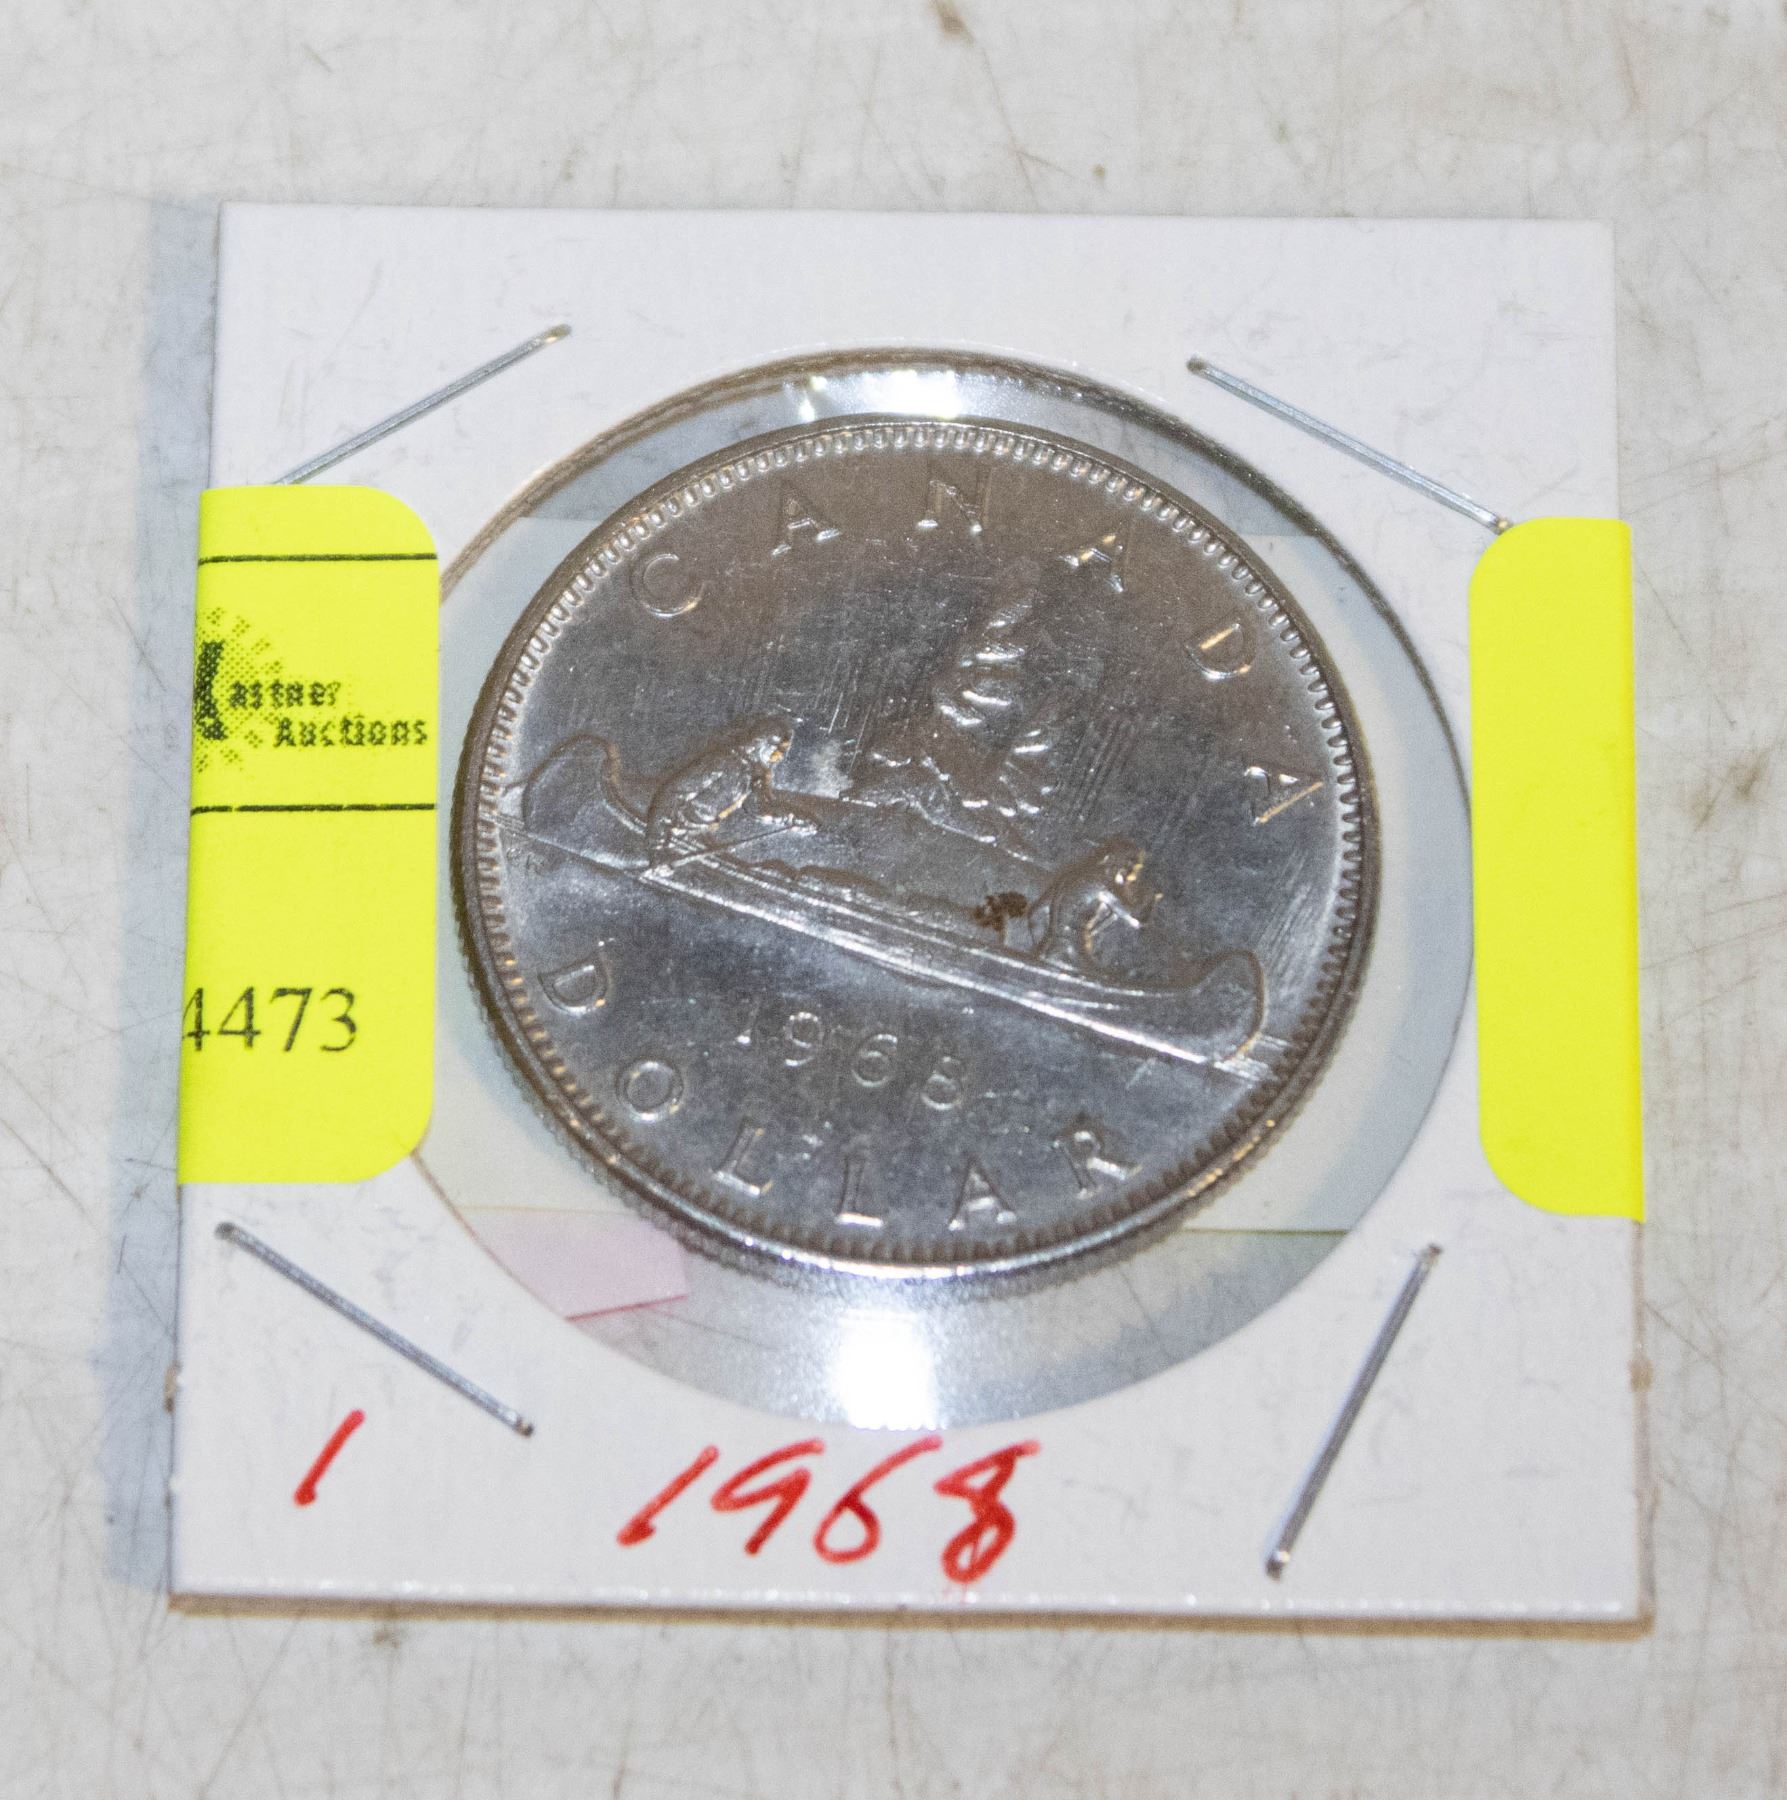 CANADA
Kastner
Auctions
4473
1968
DOLLAR
1 1968